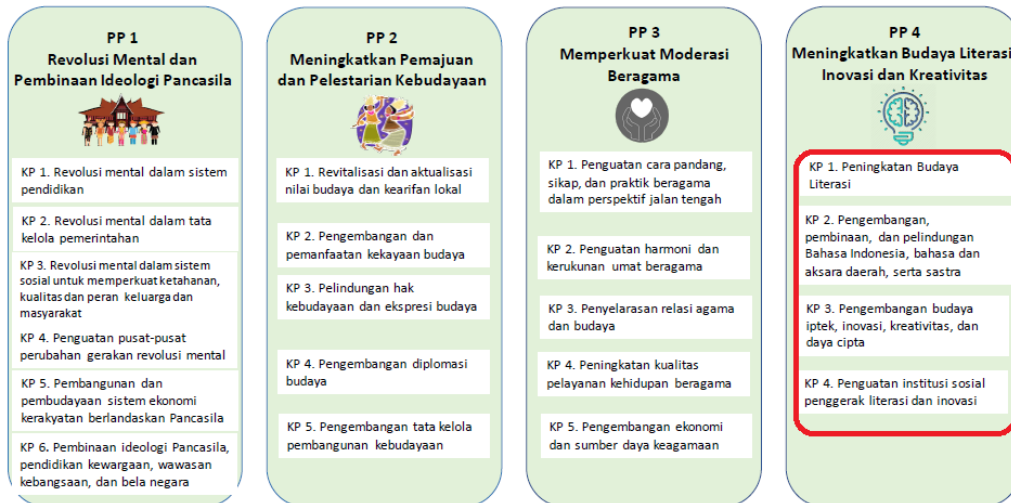 PP 1
Revolusi Mental dan
Pembinaan Ideologi Pancasila
KP 1. Revolusi mental dalam sistem
pendidikan
KP 2. Revolusi mental dalam tata
kelola pemerintahan
KP 3. Revolusi mental dalam sistem
sosial untuk memperkuat ketahanan,
kualitas dan peran keluarga dan
masyarakat
KP 4. Penguatan pusat-pusat
perubahan gerakan revolusi mental
KP 5. Pembangunan dan
pembudayaan sistem ekonomi
kerakyatan berlandaskan Pancasila
KP 6. Pembinaan ideologi Pancasila,
pendidikan kewargaan, wawasan
kebangsaan, dan bela negara
PP 2
Meningkatkan Pemajuan
dan Pelestarian Kebudayaan
KP 1. Revitalisasi dan aktualisasi
nilai budaya dan kearifan lokal
KP 2. Pengembangan dan
pemanfaatan kekayaan budaya
KP 3. Pelindungan hak
kebudayaan dan ekspresi budaya
KP 4. Pengembangan diplomasi
budaya
KP 5. Pengembangan tata kelola
pembangunan kebudayaan
PP 3
Memperkuat Moderasi
Beragama
KP 1. Penguatan cara pandang,
sikap, dan praktik beragama
dalam perspektif jalan tengah
KP 2. Penguatan harmoni dan
kerukunan umat beragama
KP 3. Penyelarasan relasi agama
dan budaya
KP 4. Peningkatan kualitas
pelayanan kehidupan beragama
KP 5. Pengembangan ekonomi
dan sumber daya keagamaan
PP 4
Meningkatkan Budaya Literasi
Inovasi dan Kreativitas
KP 1. Peningkatan Budaya
Literasi
KP 2. Pengembangan,
pembinaan, dan pelindungan
Bahasa Indonesia, bahasa dan
aksara daerah, serta sastra
KP 3. Pengembangan budaya
iptek, inovasi, kreativitas, dan
daya cipta
KP 4. Penguatan institusi sosial
penggerak literasi dan inovasi